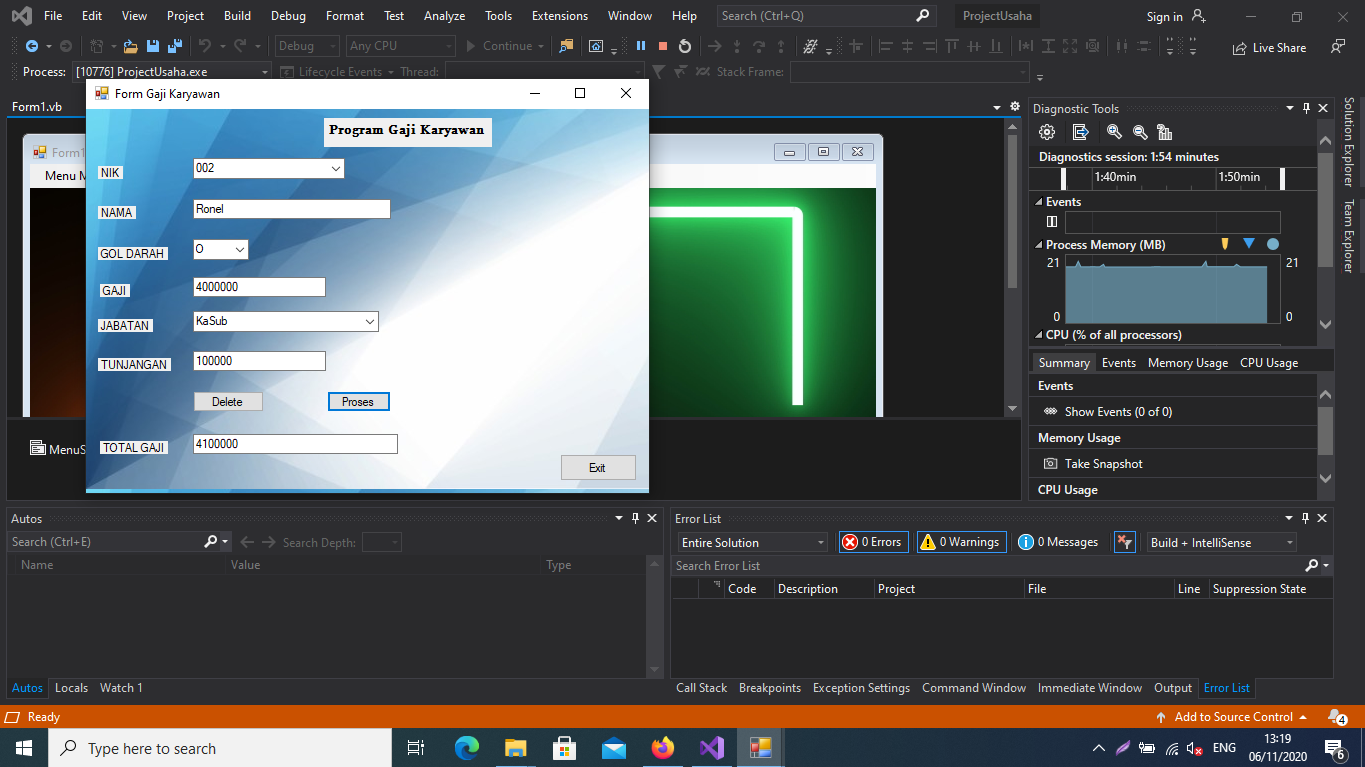 File Edit View Project Build Debug Format Test Analyze Tools Extensions Window Help Search (Ctrl+Q) ProjectUsaha Sign in
Debug Any CPU Continue Live Share
Process: [10776] ProjectUsaha.exe Lifecycle Events Thread: Stack Frame:
Form1.vb
Form1
Menu M
Form Gaji Karyawan
Program Gaji Karyawan
NIK 002
NAMA Ronel
GOL DARAH O
GAJI 4000000
JABATAN KaSub
TUNJANGAN 100000
Delete Proses
TOTAL GAJI 4100000
Exit
MenuS
Diagnostic Tools
Diagnostics session: 1:54 minutes
1:40min 1:50min
Events
Process Memory (MB)
21 21
0 0
CPU (% of all processors)
Summary Events Memory Usage CPU Usage
Events
Show Events (0 of 0)
Memory Usage
Take Snapshot
CPU Usage
Solution Explorer
Team Explorer
Autos
Search (Ctrl+E) Search Depth:
Name Value Type
Autos Locals Watch 1
Error List
Entire Solution 0 Errors 0 Warnings 0 Messages Build + IntelliSense
Search Error List
Code Description Project File Line Suppression State
Call Stack Breakpoints Exception Settings Command Window Immediate Window Output Error List
Ready Add to Source Control 4
Type here to search ENG 13:19
06/11/2020 6